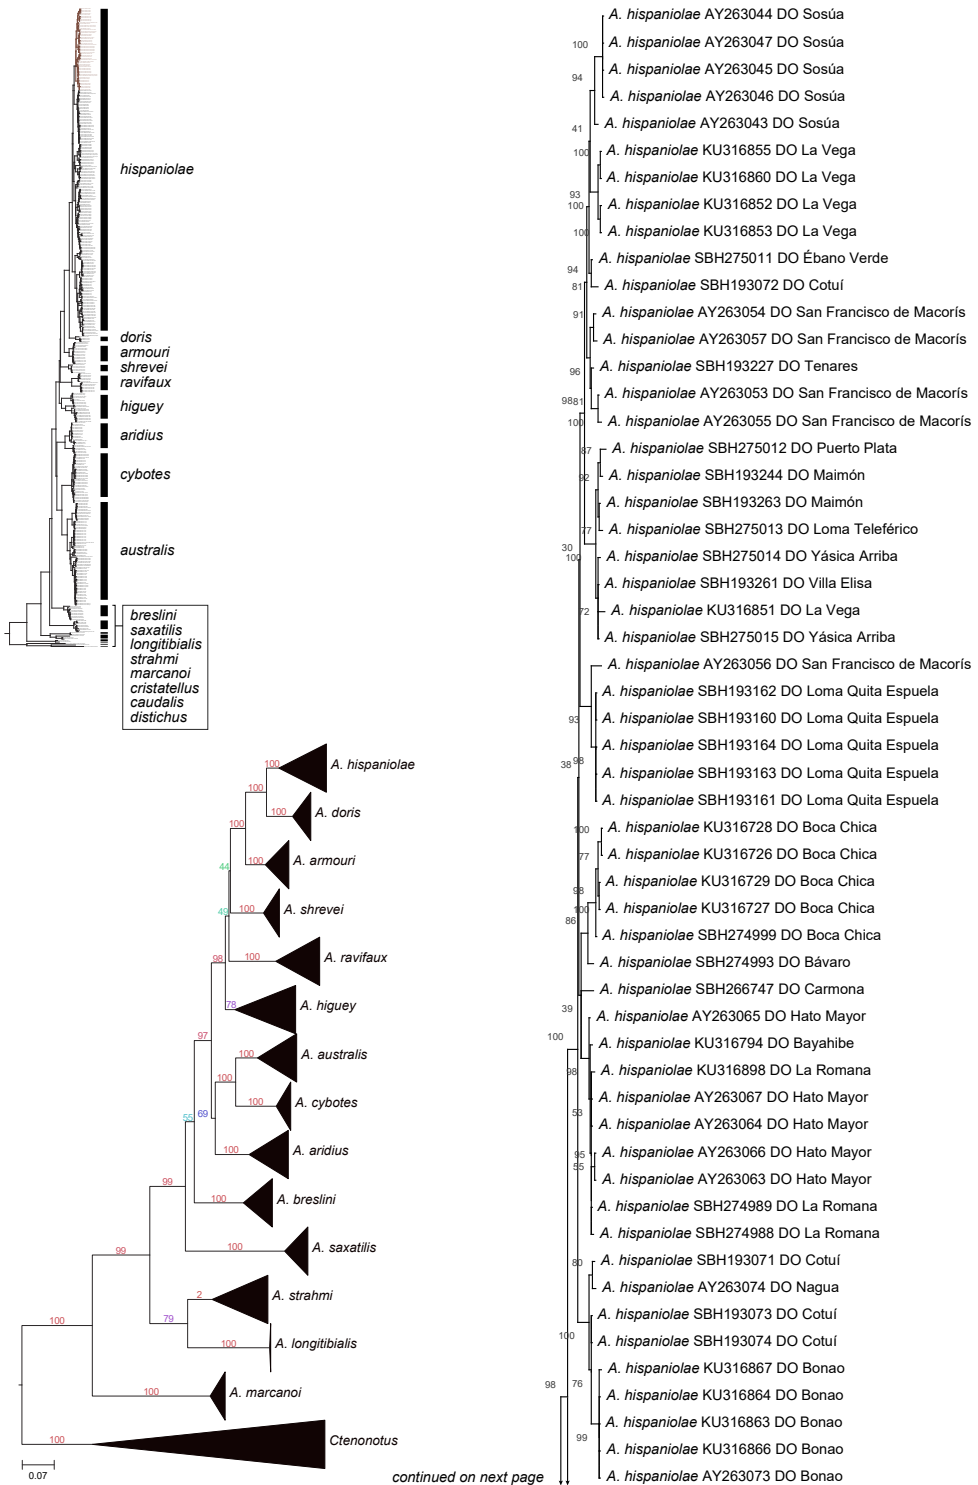 hispaniolae
doris
armouri
shrevei
ravifaux
higuey
aridius
cybotes
australis
breslini
saxatilis
longitibialis
strahmi
marcanoi
cristatellus
caudalis
distichus
100 A. hispaniolae
100
100 A. doris
100
100 A. armouri
44
49 100 A. shrevei
100 A. ravifaux
98
78 A. higuey
97
100 A. australis
100
100 A. cybotes
55 69
100 A. aridius
99
100 A. breslini
99
100 A. saxatilis
2 A. strahmi
79
100 A. longitibialis
100
100 A. marcanoi
100 Ctenonotus
0.07
A. hispaniolae AY263044 DO Sosúa
100
A. hispaniolae AY263047 DO Sosúa
A. hispaniolae AY263045 DO Sosúa
94
A. hispaniolae AY263046 DO Sosúa
A. hispaniolae AY263043 DO Sosúa
41
A. hispaniolae KU316855 DO La Vega
100
A. hispaniolae KU316860 DO La Vega
93
A. hispaniolae KU316852 DO La Vega
100
A. hispaniolae KU316853 DO La Vega
100
A. hispaniolae SBH275011 DO Ébano Verde
94
A. hispaniolae SBH193072 DO Cotuí
81
A. hispaniolae AY263054 DO San Francisco de Macorís
91
A. hispaniolae AY263057 DO San Francisco de Macorís
A. hispaniolae SBH193227 DO Tenares
96
A. hispaniolae AY263053 DO San Francisco de Macorís
9881
A. hispaniolae AY263055 DO San Francisco de Macorís
100
A. hispaniolae SBH275012 DO Puerto Plata
87
A. hispaniolae SBH193244 DO Maimón
92
A. hispaniolae SBH193263 DO Maimón
A. hispaniolae SBH275013 DO Loma Teleférico
77
30
A. hispaniolae SBH275014 DO Yásica Arriba
100
A. hispaniolae SBH193261 DO Villa Elisa
A. hispaniolae KU316851 DO La Vega
72
A. hispaniolae SBH275015 DO Yásica Arriba
A. hispaniolae AY263056 DO San Francisco de Macorís
A. hispaniolae SBH193162 DO Loma Quita Espuela
A. hispaniolae SBH193160 DO Loma Quita Espuela
93
A. hispaniolae SBH193164 DO Loma Quita Espuela
38 98
A. hispaniolae SBH193163 DO Loma Quita Espuela
A. hispaniolae SBH193161 DO Loma Quita Espuela
A. hispaniolae KU316728 DO Boca Chica
100
A. hispaniolae KU316726 DO Boca Chica
77
A. hispaniolae KU316729 DO Boca Chica
98
A. hispaniolae KU316727 DO Boca Chica
100
86
A. hispaniolae SBH274999 DO Boca Chica
A. hispaniolae SBH274993 DO Bávaro
A. hispaniolae SBH266747 DO Carmona
39
A. hispaniolae AY263065 DO Hato Mayor
100
A. hispaniolae KU316794 DO Bayahibe
A. hispaniolae KU316898 DO La Romana
98
A. hispaniolae AY263067 DO Hato Mayor
53
A. hispaniolae AY263064 DO Hato Mayor
A. hispaniolae AY263066 DO Hato Mayor
95
55
A. hispaniolae AY263063 DO Hato Mayor
A. hispaniolae SBH274989 DO La Romana
A. hispaniolae SBH274988 DO La Romana
A. hispaniolae SBH193071 DO Cotuí
80
A. hispaniolae AY263074 DO Nagua
A. hispaniolae SBH193073 DO Cotuí
100
A. hispaniolae SBH193074 DO Cotuí
A. hispaniolae KU316867 DO Bonao
98 76
A. hispaniolae KU316864 DO Bonao
A. hispaniolae KU316863 DO Bonao
99
A. hispaniolae KU316866 DO Bonao
A. hispaniolae AY263073 DO Bonao
continued on next page